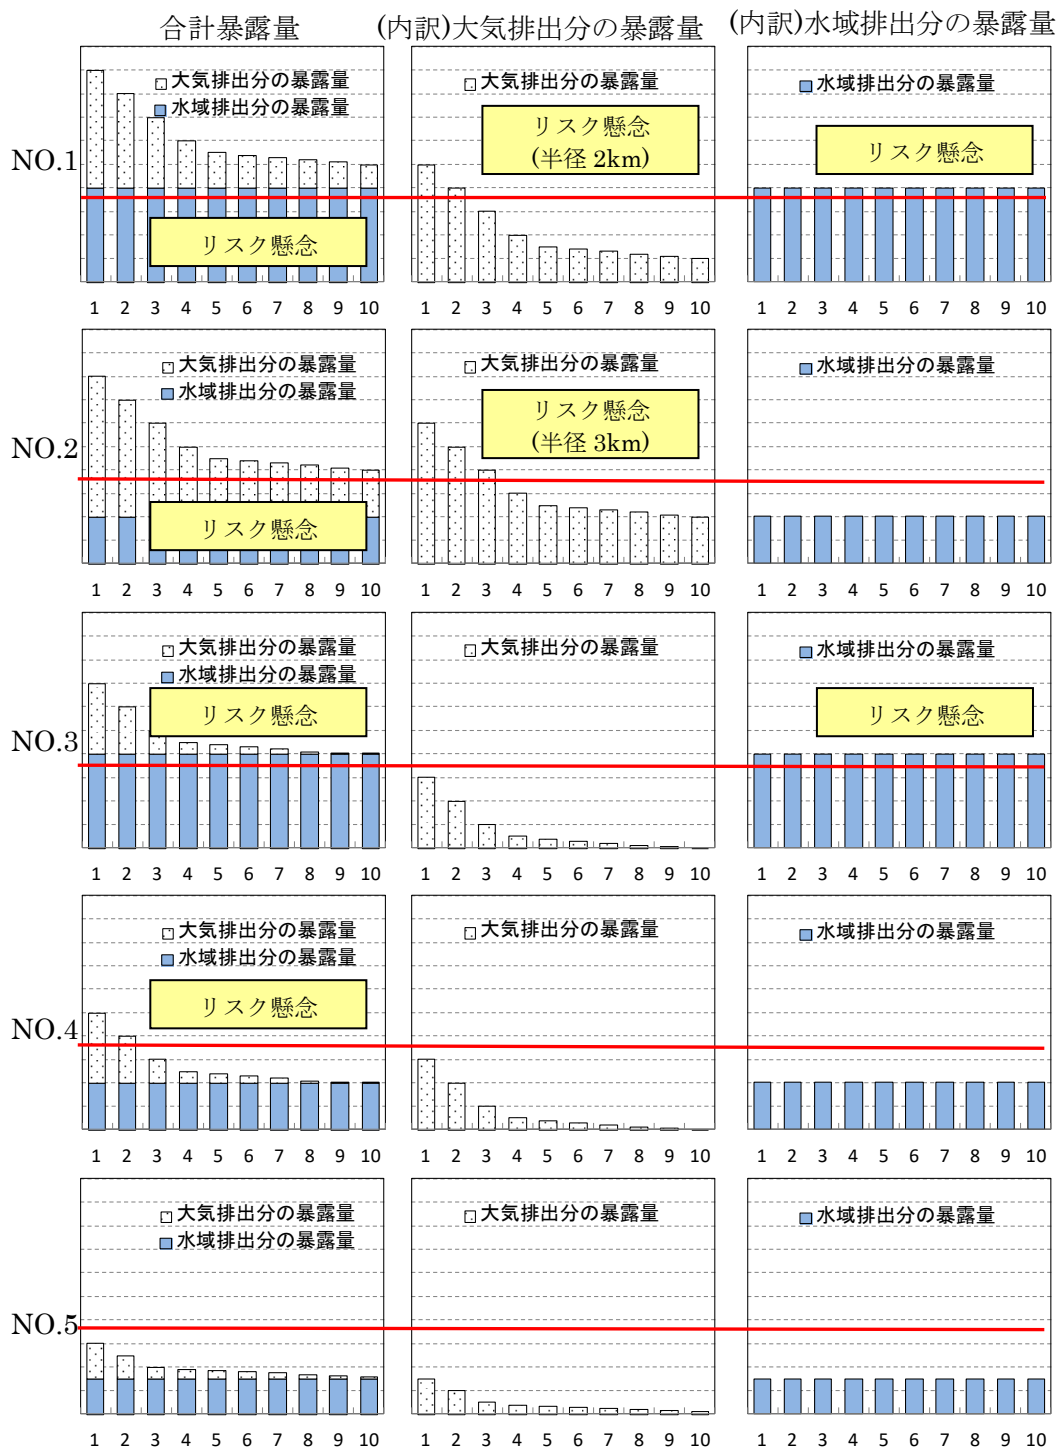 合計暴露量 (内訳)大気排出分の暴露量 (内訳)水域排出分の暴露量
NO.1
大気排出分の暴露量
水域排出分の暴露量
リスク懸念
1 2 3 4 5 6 7 8 9 10
大気排出分の暴露量
リスク懸念
(半径 2km)
1 2 3 4 5 6 7 8 9 10
水域排出分の暴露量
リスク懸念
1 2 3 4 5 6 7 8 9 10
NO.2
大気排出分の暴露量
水域排出分の暴露量
リスク懸念
1 2 3 4 5 6 7 8 9 10
大気排出分の暴露量
リスク懸念
(半径 3km)
1 2 3 4 5 6 7 8 9 10
水域排出分の暴露量
1 2 3 4 5 6 7 8 9 10
NO.3
大気排出分の暴露量
水域排出分の暴露量
リスク懸念
1 2 3 4 5 6 7 8 9 10
大気排出分の暴露量
1 2 3 4 5 6 7 8 9 10
水域排出分の暴露量
リスク懸念
1 2 3 4 5 6 7 8 9 10
NO.4
大気排出分の暴露量
水域排出分の暴露量
リスク懸念
1 2 3 4 5 6 7 8 9 10
大気排出分の暴露量
1 2 3 4 5 6 7 8 9 10
水域排出分の暴露量
1 2 3 4 5 6 7 8 9 10
NO.5
大気排出分の暴露量
水域排出分の暴露量
1 2 3 4 5 6 7 8 9 10
大気排出分の暴露量
1 2 3 4 5 6 7 8 9 10
水域排出分の暴露量
1 2 3 4 5 6 7 8 9 10